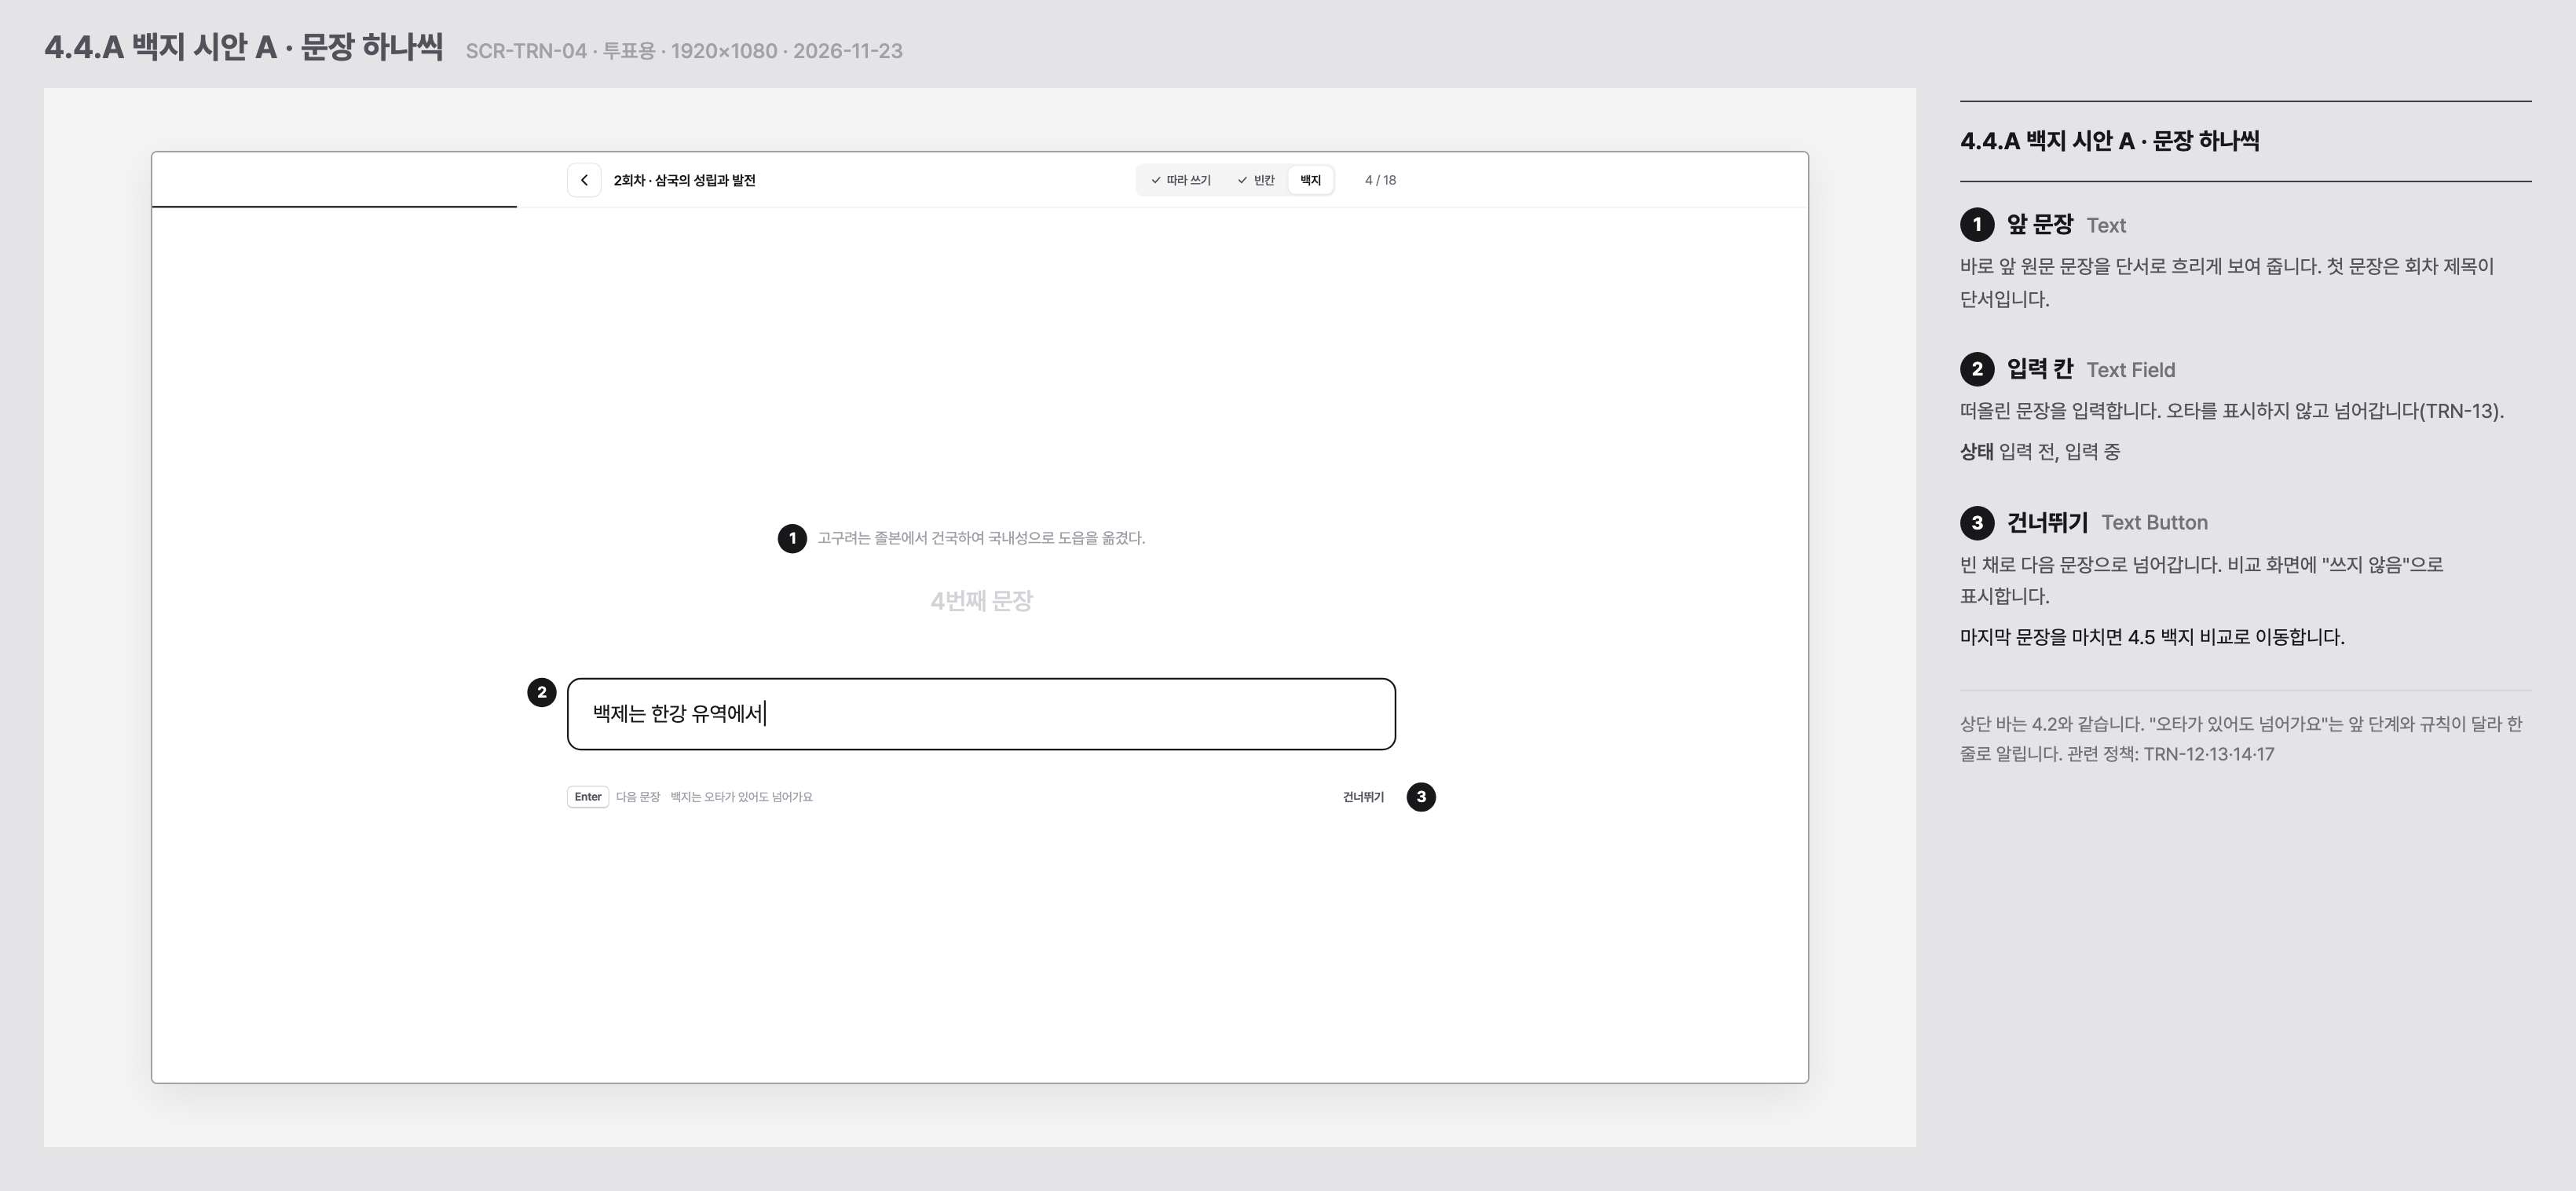 4.4.A 백지 시안 A · 문장 하나씩 SCR-TRN-04 · 투표용 · 1920×1080 · 2026-11-23
2회차 · 삼국의 성립과 발전
따라 쓰기 빈칸 백지 4 / 18
1 고구려는 졸본에서 건국하여 국내성으로 도읍을 옮겼다.
4번째 문장
2 백제는 한강 유역에서
Enter 다음 문장 백지는 오타가 있어도 넘어가요
건너뛰기 3
4.4.A 백지 시안 A · 문장 하나씩
1 앞 문장 Text
바로 앞 원문 문장을 단서로 흐리게 보여 줍니다. 첫 문장은 회차 제목이
단서입니다.
2 입력 칸 Text Field
떠올린 문장을 입력합니다. 오타를 표시하지 않고 넘어갑니다(TRN-13).
상태 입력 전, 입력 중
3 건너뛰기 Text Button
빈 채로 다음 문장으로 넘어갑니다. 비교 화면에 "쓰지 않음"으로
표시합니다.
마지막 문장을 마치면 4.5 백지 비교로 이동합니다.
상단 바는 4.2와 같습니다. "오타가 있어도 넘어가요"는 앞 단계와 규칙이 달라 한
줄로 알립니다. 관련 정책: TRN-12·13·14·17